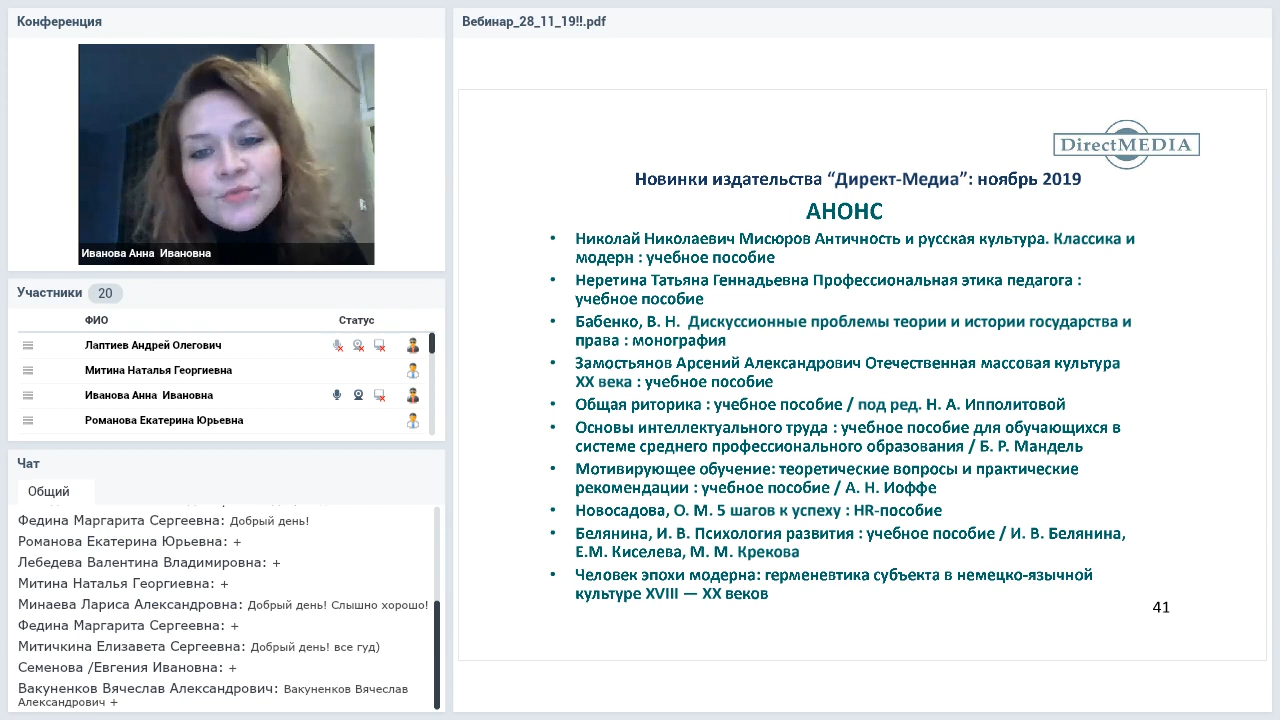 Конференция
Иванова Анна  Ивановна
Участники 20
ФИО Статус
Лаптиев Андрей Олегович
Митина Наталья Георгиевна
Иванова Анна  Ивановна
Романова Екатерина Юрьевна
Чат
Общий
Федина Маргарита Сергеевна: Добрый день!
Романова Екатерина Юрьевна: +
Лебедева Валентина Владимировна: +
Митина Наталья Георгиевна: +
Минаева Лариса Александровна: Добрый день! Слышно хорошо!
Федина Маргарита Сергеевна: +
Митичкина Елизавета Сергеевна: Добрый день! все гуд)
Семенова /Евгения Ивановна: +
Вакуненков Вячеслав Александрович: Вакуненков Вячеслав
Александрович +
Вебинар_28_11_19!!.pdf
DirectMEDIA
Новинки издательства “Директ-Медиа”: ноябрь 2019
АНОНС
• Николай Николаевич Мисюров Античность и русская культура. Классика и
модерн : учебное пособие
• Неретина Татьяна Геннадьевна Профессиональная этика педагога :
учебное пособие
• Бабенко, В. Н.  Дискуссионные проблемы теории и истории государства и
права : монография
• Замостьянов Арсений Александрович Отечественная массовая культура
XX века : учебное пособие
• Общая риторика : учебное пособие / под ред. Н. А. Ипполитовой
• Основы интеллектуального труда : учебное пособие для обучающихся в
системе среднего профессионального образования / Б. Р. Мандель
• Мотивирующее обучение: теоретические вопросы и практические
рекомендации : учебное пособие / А. Н. Иоффе
• Новосадова, О. М. 5 шагов к успеху : HR-пособие
• Белянина, И. В. Психология развития : учебное пособие / И. В. Белянина,
Е.М. Киселева, М. М. Крекова
• Человек эпохи модерна: герменевтика субъекта в немецко-язычной
культуре XVIII — XX веков
41